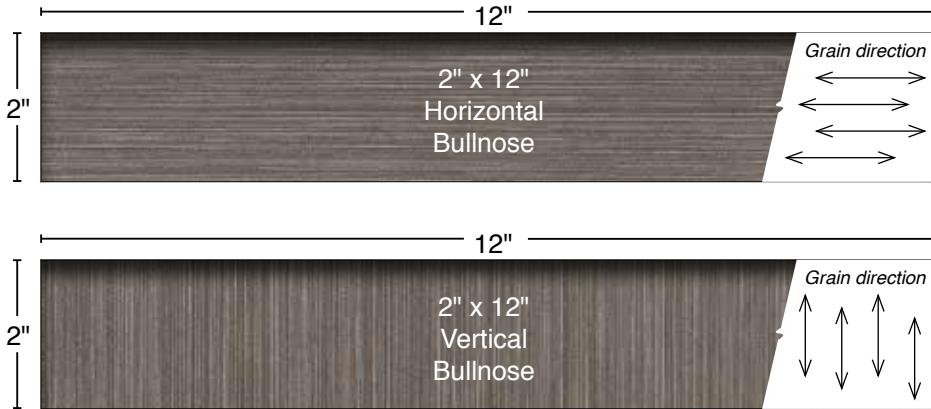 12"
Grain direction
2"
2" x 12"
Horizontal
Bullnose
12"
Grain direction
2"
2" x 12"
Vertical
Bullnose